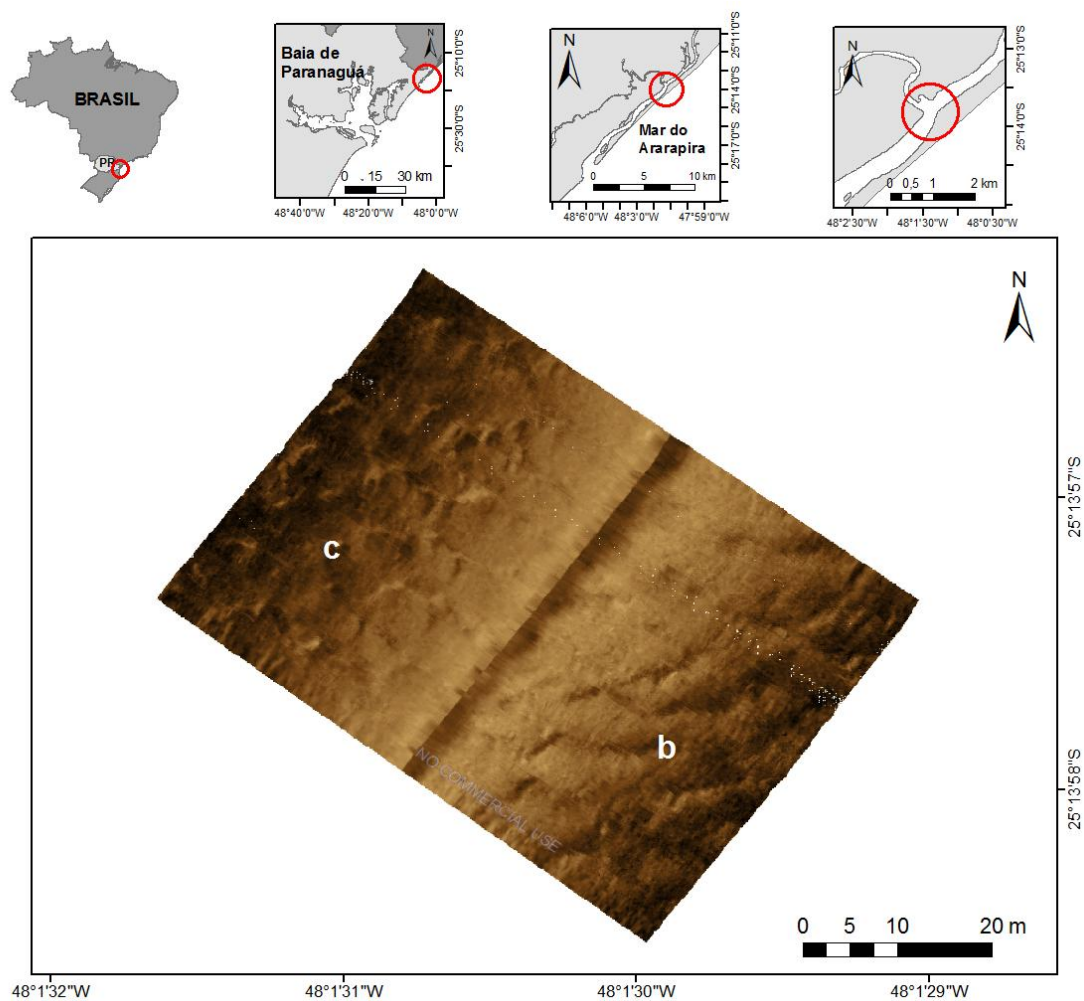 BRASIL
PR
Baia de
Paranaguá
N
0 15 30 km
48°40'0"W 48°20'0"W 48°0'0"W
25°10'0"S
25°30'0"S
N
Mar do
Ararapira
0 5 10 km
48°6'0"W 48°3'0"W 47°59'0"W
25°11'0"S
25°14'0"S
25°17'0"S
N
0 0,5 1 2 km
48°2'30"W 48°1'30"W 48°0'30"W
25°13'0"S
25°14'0"S
N
c
b
NO COMMERCIAL USE
25°13'57"S
25°13'58"S
0 5 10 20 m
48°1'32"W 48°1'31"W 48°1'30"W 48°1'29"W